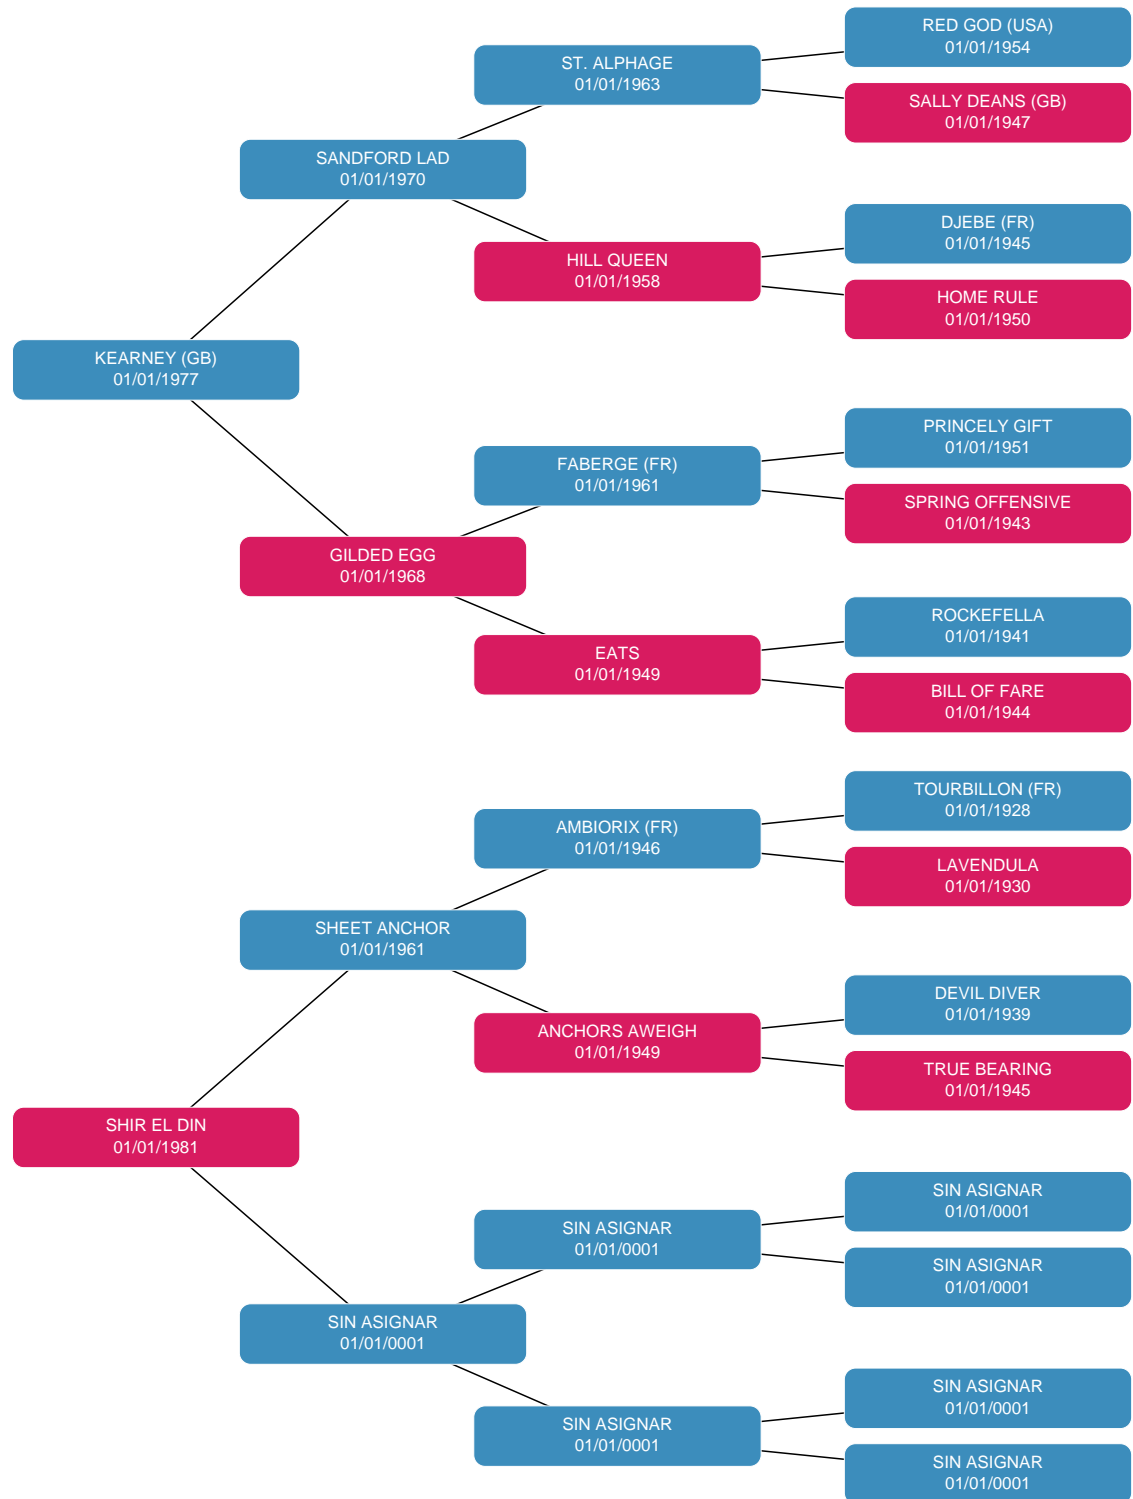 RED GOD (USA)
01/01/1954
ST. ALPHAGE
01/01/1963
SALLY DEANS (GB)
01/01/1947
SANDFORD LAD
01/01/1970
DJEBE (FR)
01/01/1945
HILL QUEEN
01/01/1958
HOME RULE
01/01/1950
KEARNEY (GB)
01/01/1977
PRINCELY GIFT
01/01/1951
FABERGE (FR)
01/01/1961
SPRING OFFENSIVE
01/01/1943
GILDED EGG
01/01/1968
ROCKEFELLA
01/01/1941
EATS
01/01/1949
BILL OF FARE
01/01/1944
TOURBILLON (FR)
01/01/1928
AMBIORIX (FR)
01/01/1946
LAVENDULA
01/01/1930
SHEET ANCHOR
01/01/1961
DEVIL DIVER
01/01/1939
ANCHORS AWEIGH
01/01/1949
TRUE BEARING
01/01/1945
SHIR EL DIN
01/01/1981
SIN ASIGNAR
01/01/0001
SIN ASIGNAR
01/01/0001
SIN ASIGNAR
01/01/0001
SIN ASIGNAR
01/01/0001
SIN ASIGNAR
01/01/0001
SIN ASIGNAR
01/01/0001
SIN ASIGNAR
01/01/0001